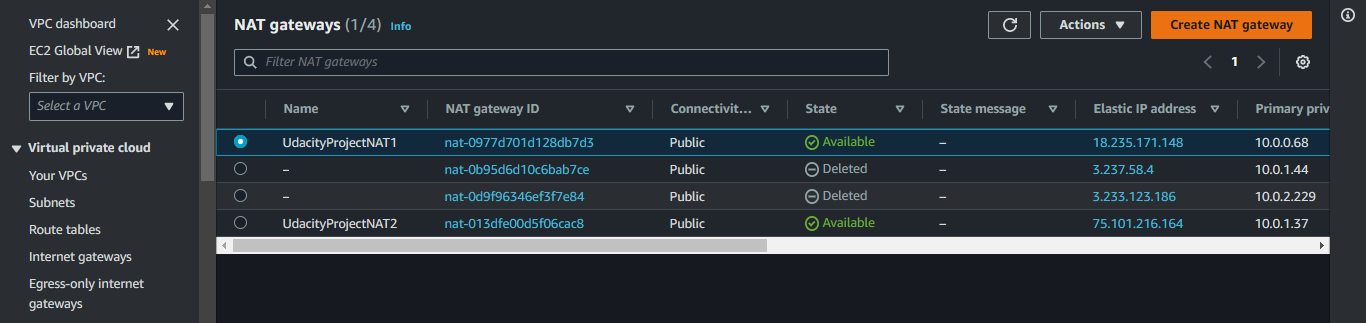 VPC dashboard
EC2 Global View New
Filter by VPC:
Select a VPC
Virtual private cloud
Your VPCs
Subnets
Route tables
Internet gateways
Egress-only internet
gateways
NAT gateways (1/4) Info
Actions
Create NAT gateway
Filter NAT gateways
1
Name NAT gateway ID Connectivit... State State message Elastic IP address Primary priv
UdacityProjectNAT1 nat-0977d701d128db7d3 Public Available – 18.235.171.148 10.0.0.68
– nat-0b95d6d10c6bab7ce Public Deleted – 3.237.58.4 10.0.1.44
– nat-0d9f96346ef3f7e84 Public Deleted – 3.233.123.186 10.0.2.229
UdacityProjectNAT2 nat-013dfe00d5f06cac8 Public Available – 75.101.216.164 10.0.1.37